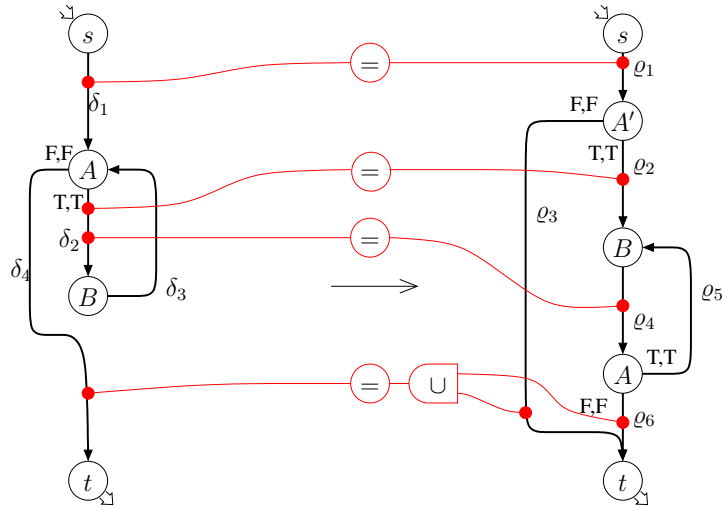 s
s
=
ϱ1
δ1
F,F
A′
F,F
A
T,T
=
ϱ2
T,T
ϱ3
δ2
=
B
δ4
B
δ3
ϱ5
ϱ4
T,T
A
=
∪
F,F
ϱ6
t
t